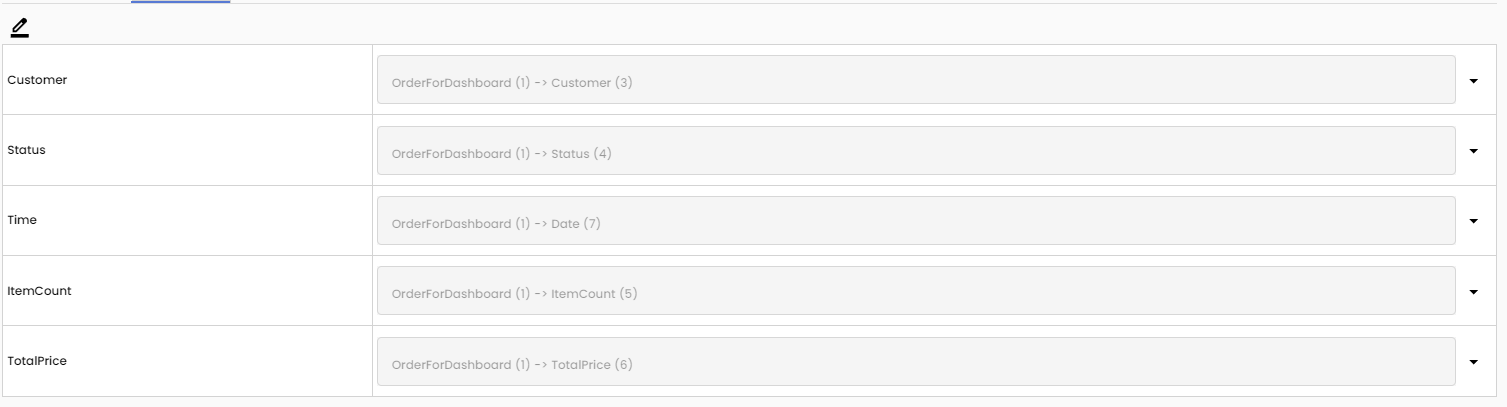 Customer
OrderForDashboard (1) -> Customer (3)
Status
OrderForDashboard (1) -> Status (4)
Time
OrderForDashboard (1) -> Date (7)
ItemCount
OrderForDashboard (1) -> ItemCount (5)
TotalPrice
OrderForDashboard (1) -> TotalPrice (6)